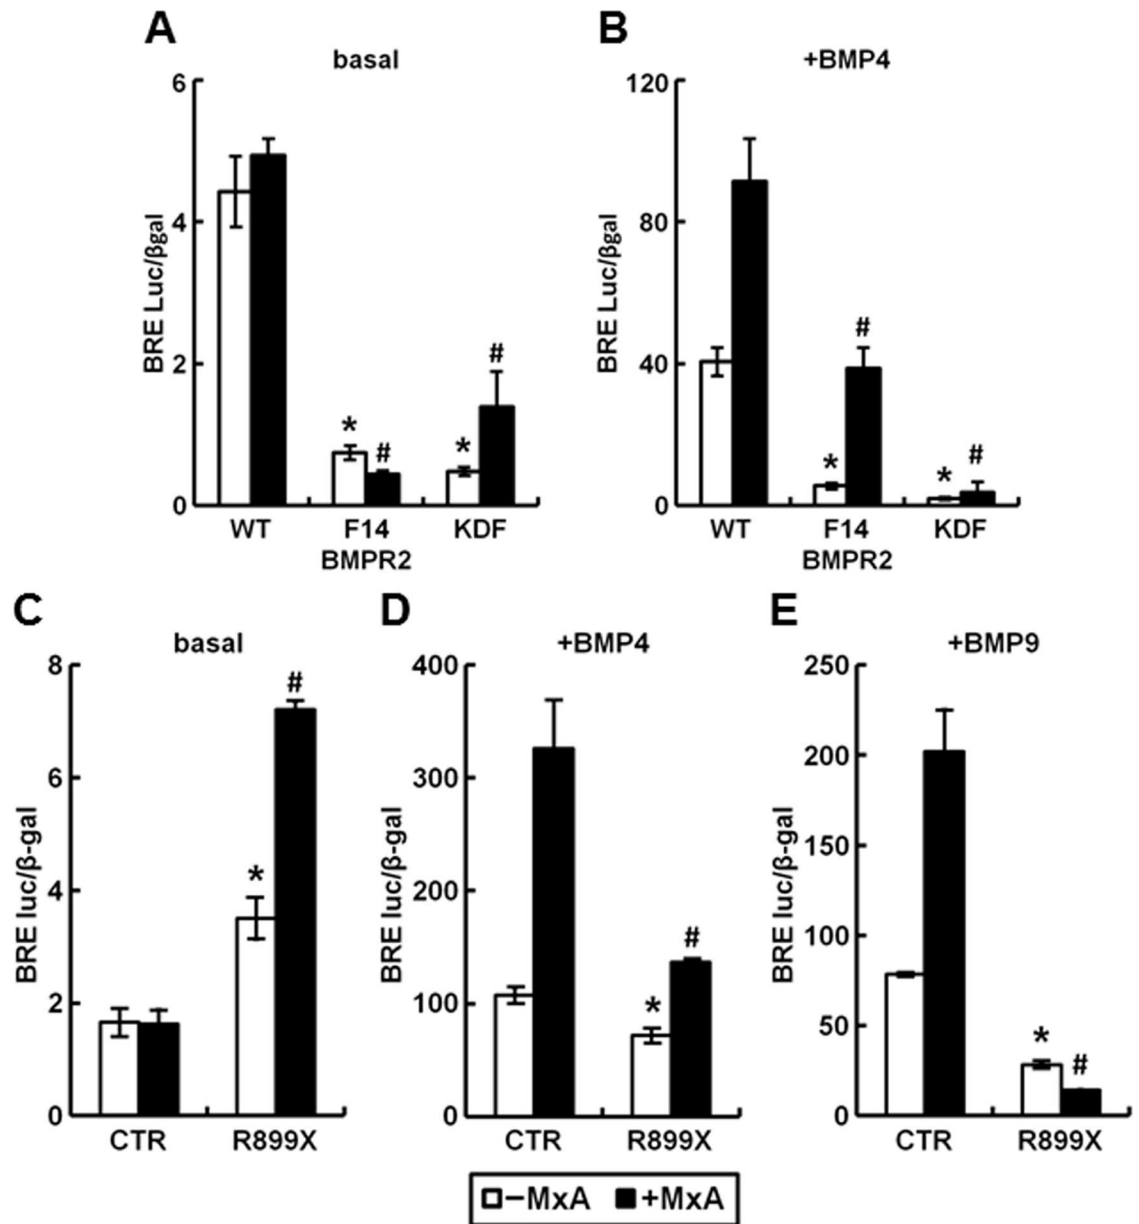 A
basal
6
4
2
0
BRE Luc/βgal
*
#
*
#
WT F14 KDF
BMPR2
B
+BMP4
120
80
40
0
BRE Luc/βgal
*
#
*
#
WT F14 KDF
BMPR2
C
basal
8
6
4
2
0
BRE luc/β-gal
*
#
CTR R899X
D
+BMP4
400
300
200
100
0
BRE luc/β-gal
*
#
CTR R899X
E
+BMP9
250
200
150
100
50
0
BRE luc/β-gal
*
#
CTR R899X
−MxA +MxA